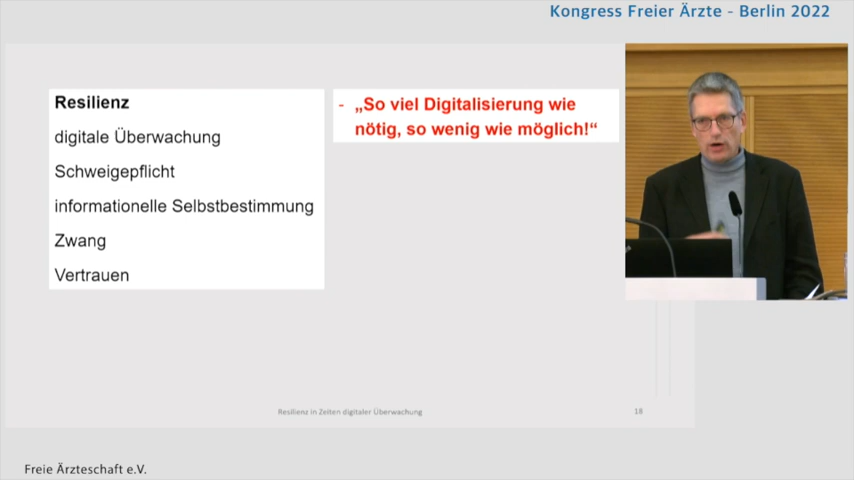 Kongress Freier Ärzte - Berlin 2022
Resilienz
digitale Überwachung
Schweigepflicht
informationelle Selbstbestimmung
Zwang
Vertrauen
- „So viel Digitalisierung wie
nötig, so wenig wie möglich!“
Resilienz in Zeiten digitaler Überwachung
18
Freie Ärzteschaft e.V.